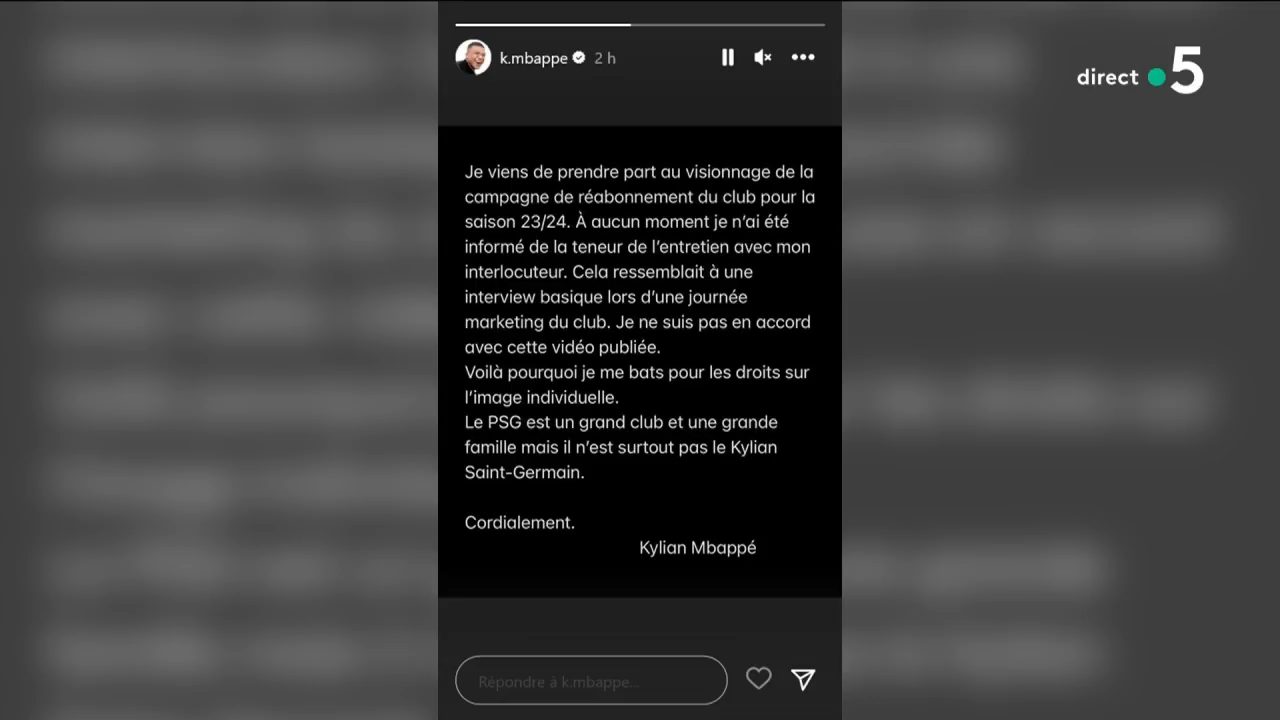 k.mbappe 2 h
direct 5
Je viens de prendre part au visionnage de la
campagne de réabonnement du club pour la
saison 23/24. À aucun moment je n'ai été
informé de la teneur de l'entretien avec mon
interlocuteur. Cela ressemblait à une
interview basique lors d'une journée
marketing du club. Je ne suis pas en accord
avec cette vidéo publiée.
Voilà pourquoi je me bats pour les droits sur
l'image individuelle.
Le PSG est un grand club et une grande
famille mais il n'est surtout pas le Kylian
Saint-Germain.
Cordialement.
Kylian Mbappé
Répondre à k.mbappe...